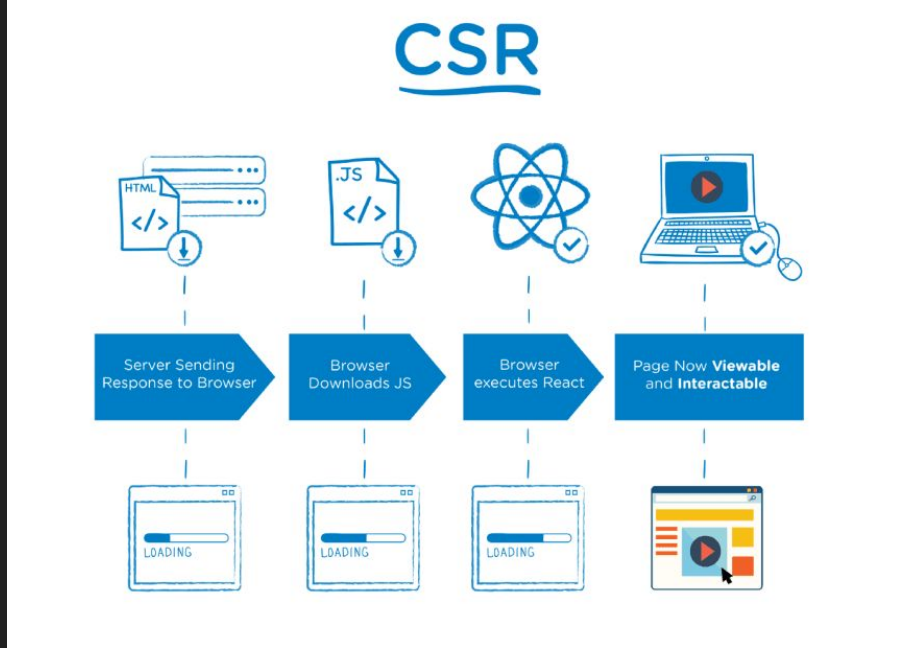 CSR
HTML
</>
.JS
</>
Server Sending
Response to Browser
Browser
Downloads JS
Browser
executes React
Page Now Viewable
and Interactable
LOADING
LOADING
LOADING